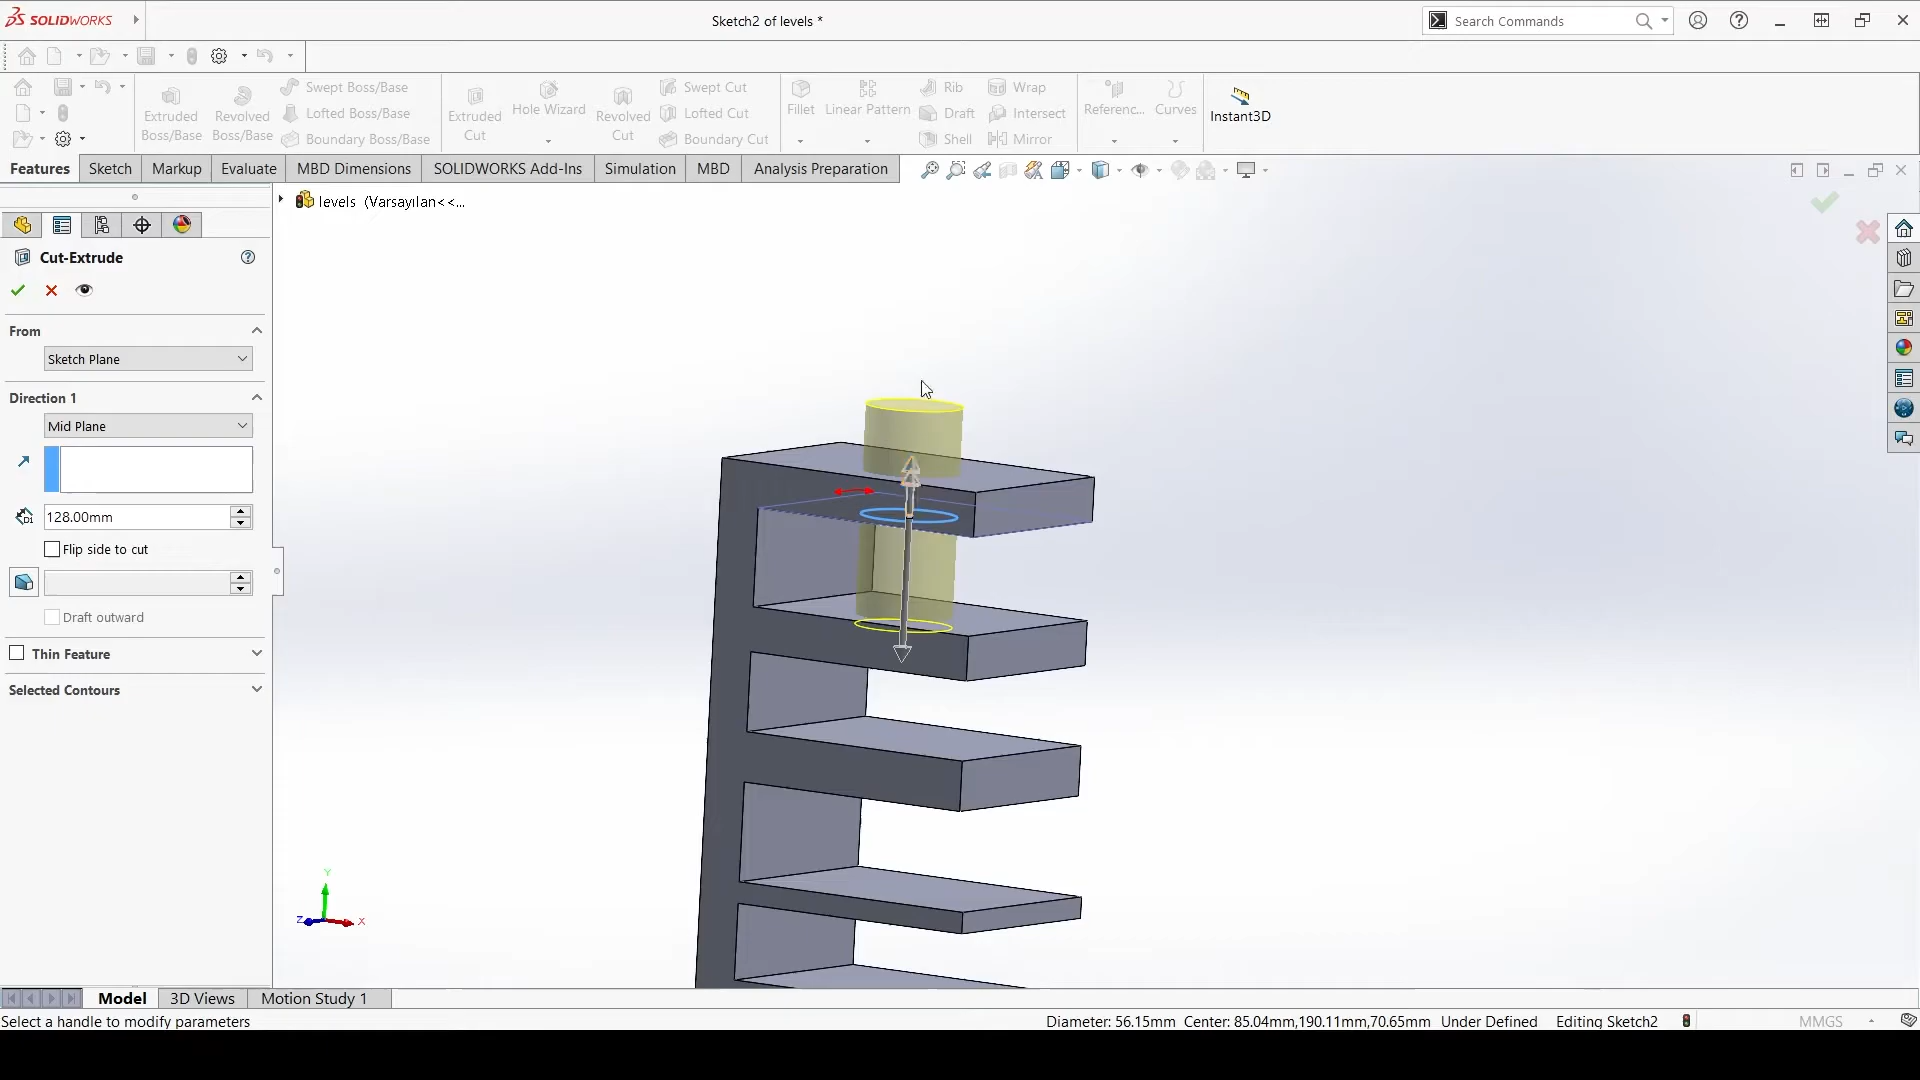 SOLIDWORKS
Sketch2 of levels *
Search Commands
Extruded Boss/Base
Revolved Boss/Base
Swept Boss/Base
Lofted Boss/Base
Boundary Boss/Base
Extruded Cut
Hole Wizard
Revolved Cut
Swept Cut
Lofted Cut
Boundary Cut
Fillet
Linear Pattern
Rib
Draft
Shell
Wrap
Intersect
Mirror
Referenc...
Curves
Instant3D
Features
Sketch
Markup
Evaluate
MBD Dimensions
SOLIDWORKS Add-Ins
Simulation
MBD
Analysis Preparation
levels (Varsayılan<<...
Cut-Extrude
From
Sketch Plane
Direction 1
Mid Plane
D1
128.00mm
Flip side to cut
Draft outward
Thin Feature
Selected Contours
Y
Z
X
Model
3D Views
Motion Study 1
Select a handle to modify parameters
Diameter: 56.15mm Center: 85.04mm,190.11mm,70.65mm
Under Defined
Editing Sketch2
MMGS